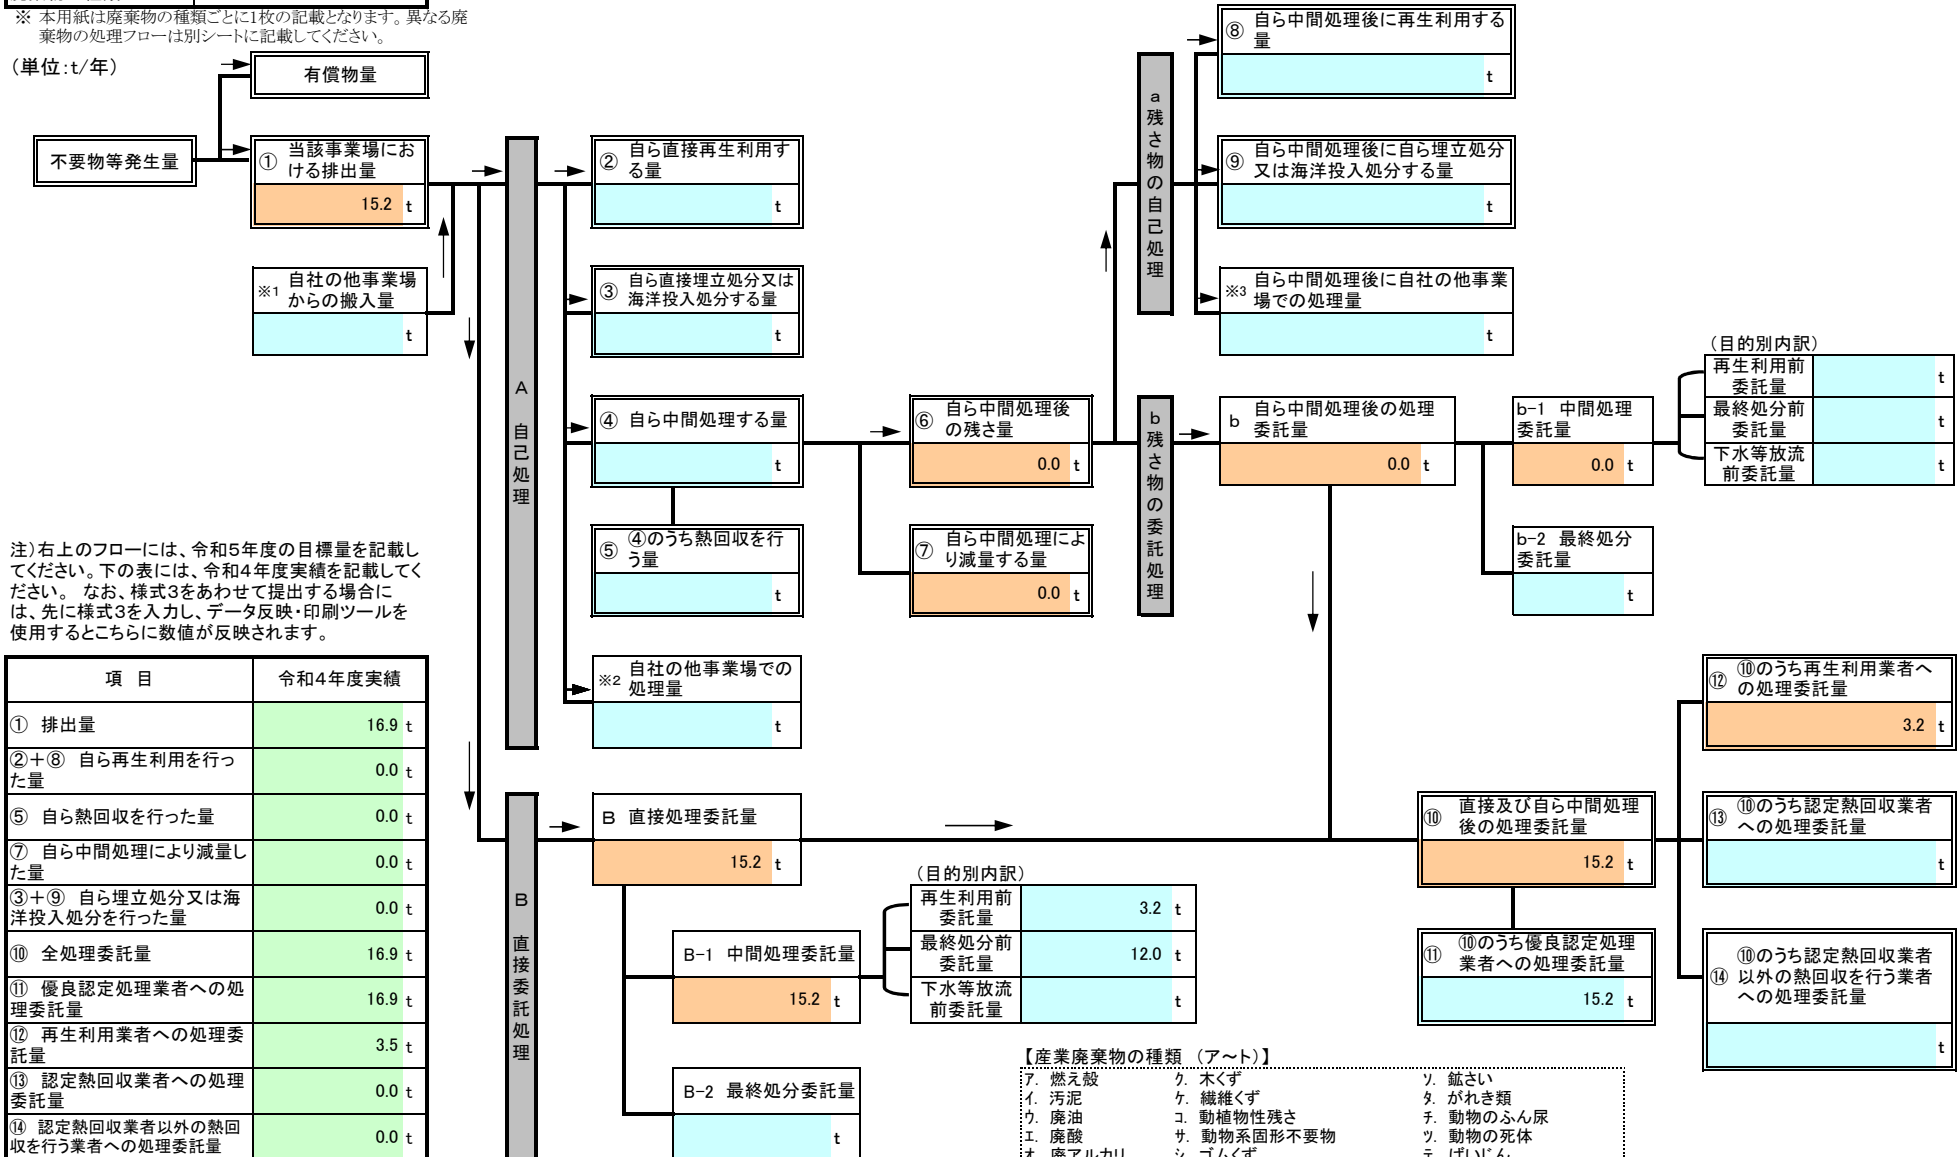 ※ 本用紙は廃棄物の種類ごとに1枚の記載となります。異なる廃
棄物の処理フローは別シートに記載してください。
(単位:t/年)
有償物量
不要物等発生量
① 当該事業場にお
ける排出量
15.2 t
※1 自社の他事業場
からの搬入量
t
A 自己処理
② 自ら直接再生利用す
る量
t
③ 自ら直接埋立処分又は
海洋投入処分する量
t
④ 自ら中間処理する量
t
⑤ ④のうち熱回収を行
う量
t
※2 自社の他事業場での
処理量
t
⑥ 自ら中間処理後
の残さ量
0.0 t
⑦ 自ら中間処理によ
り減量する量
0.0 t
a 残さ物の自己処理
⑧ 自ら中間処理後に再生利用する
量
t
⑨ 自ら中間処理後に自ら埋立処分
又は海洋投入処分する量
t
※3 自ら中間処理後に自社の他事業
場での処理量
t
b 残さ物の委託処理
b 自ら中間処理後の処理
委託量
0.0 t
b-1 中間処理
委託量
0.0 t
(目的別内訳)
再生利用前
委託量
t
最終処分前
委託量
t
下水等放流
前委託量
t
b-2 最終処分
委託量
t
注)右上のフローには、令和5年度の目標量を記載し
てください。下の表には、令和4年度実績を記載してく
ださい。 なお、様式3をあわせて提出する場合に
は、先に様式3を入力し、データ反映・印刷ツールを
使用するとこちらに数値が反映されます。
項 目 令和4年度実績
① 排出量 16.9 t
②+⑧ 自ら再生利用を行っ
た量
0.0 t
⑤ 自ら熱回収を行った量 0.0 t
⑦ 自ら中間処理により減量し
た量
0.0 t
③+⑨ 自ら埋立処分又は海
洋投入処分を行った量
0.0 t
⑩ 全処理委託量 16.9 t
⑪ 優良認定処理業者への処
理委託量
16.9 t
⑫ 再生利用業者への処理委
託量
3.5 t
⑬ 認定熱回収業者への処理
委託量
0.0 t
⑭ 認定熱回収業者以外の熱回
収を行う業者への処理委託量
0.0 t
B 直接委託処理
B 直接処理委託量
15.2 t
B-1 中間処理委託量
15.2 t
(目的別内訳)
再生利用前
委託量
3.2 t
最終処分前
委託量
12.0 t
下水等放流
前委託量
t
B-2 最終処分委託量
t
⑩ 直接及び自ら中間処理
後の処理委託量
15.2 t
⑪ ⑩のうち優良認定処理
業者への処理委託量
15.2 t
⑫ ⑩のうち再生利用業者へ
の処理委託量
3.2 t
⑬ ⑩のうち認定熱回収業者
への処理委託量
t
⑭ ⑩のうち認定熱回収業者
以外の熱回収を行う業者
への処理委託量
t
【産業廃棄物の種類 (ア~ト)】
ア. 燃え殻 ク. 木くず ソ. 鉱さい
イ. 汚泥 ケ. 繊維くず タ. がれき類
ウ. 廃油 コ. 動植物性残さ チ. 動物のふん尿
エ. 廃酸 サ. 動物系固形不要物 ツ. 動物の死体
オ. 廃アルカリ シ. ゴムくず テ. ばいじん